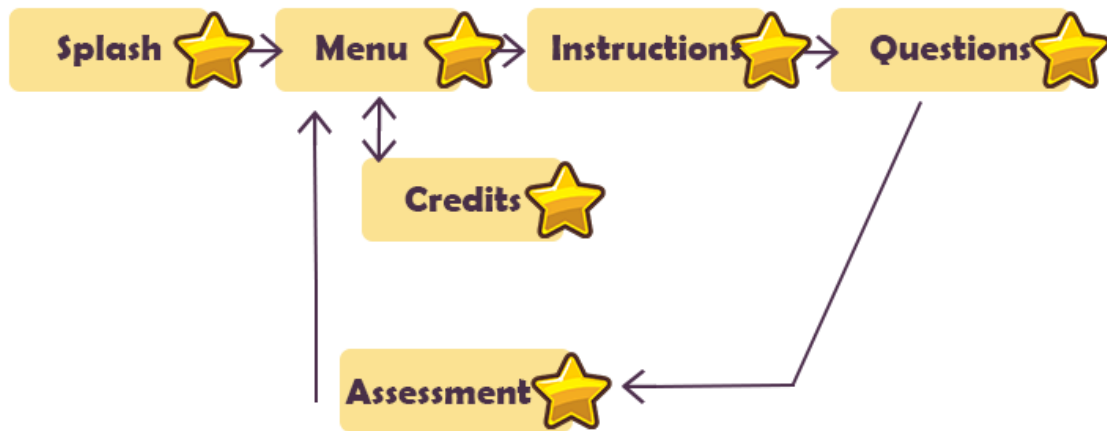 Splash
Menu
Instructions
Questions
Credits
Assessment